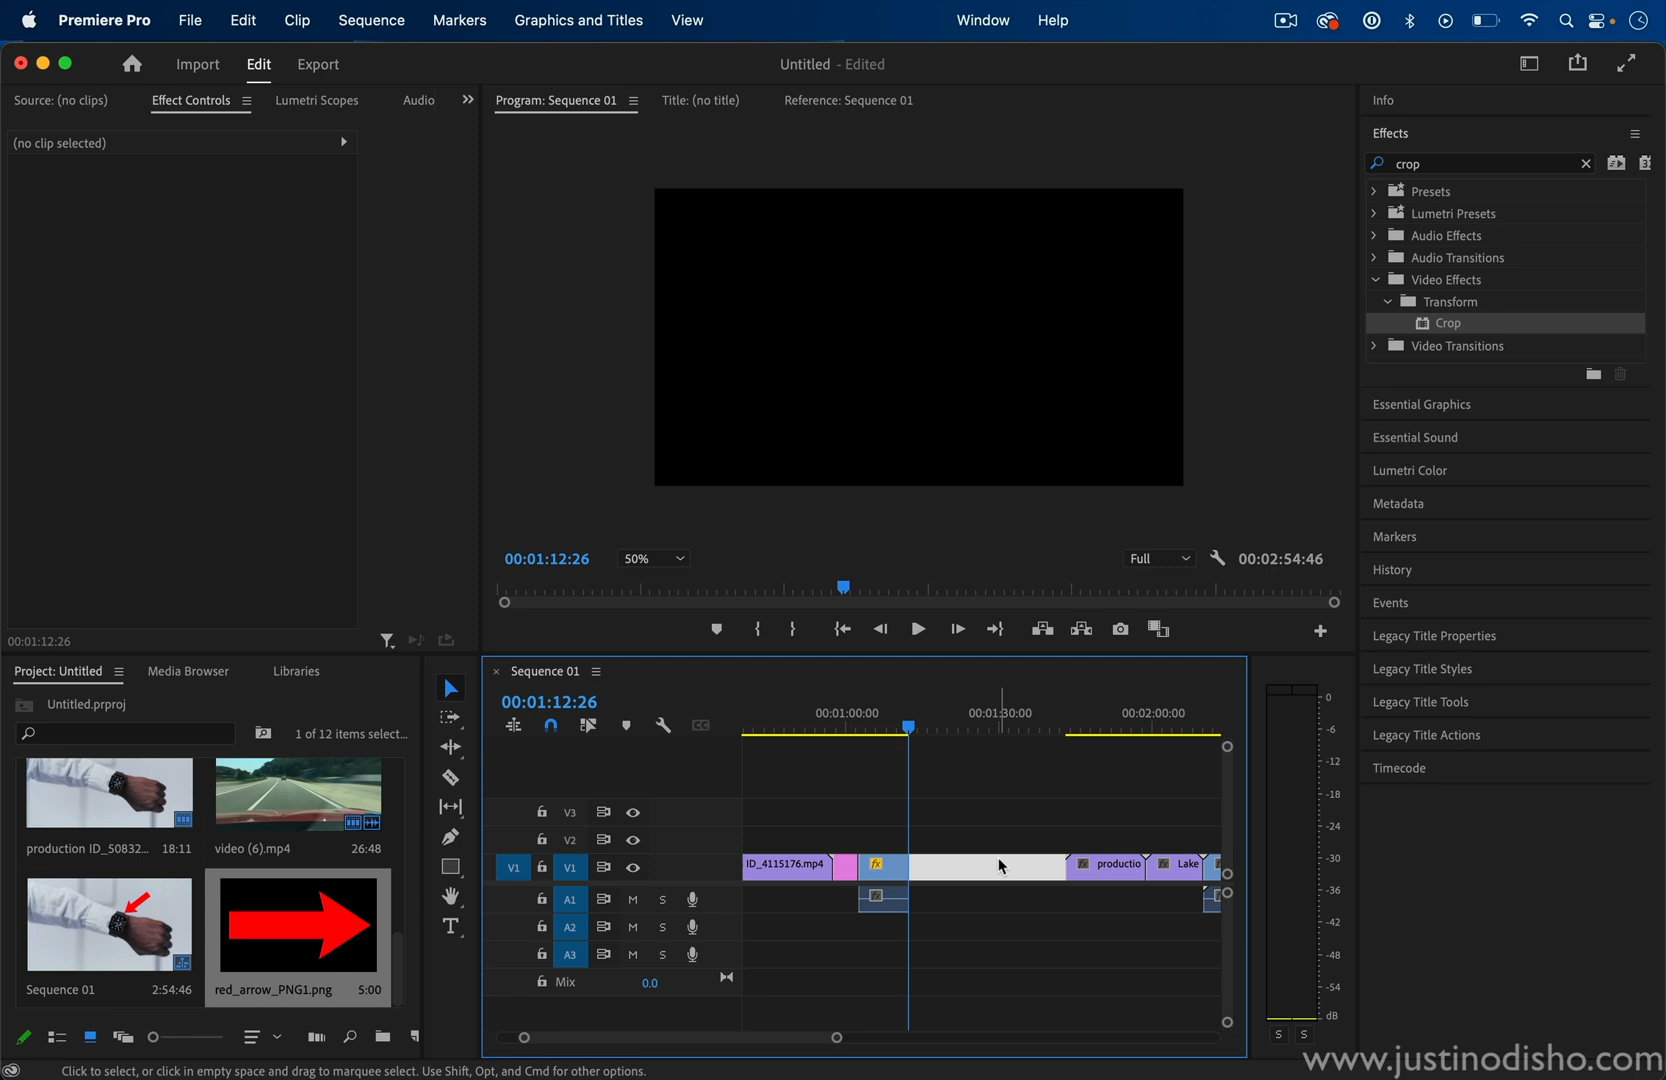 Premiere Pro File Edit Clip Sequence Markers Graphics and Titles View Window Help
Import Edit Export Untitled - Edited
Source: (no clips) Effect Controls Lumetri Scopes Audio
Program: Sequence 01 Title: (no title) Reference: Sequence 01
(no clip selected)
00:01:12:26
00:01:12:26 50% Full 00:02:54:46
Info
Effects
crop
Presets
Lumetri Presets
Audio Effects
Audio Transitions
Video Effects
Transform
Crop
Video Transitions
Essential Graphics
Essential Sound
Lumetri Color
Metadata
Markers
History
Events
Legacy Title Properties
Legacy Title Styles
Legacy Title Tools
Legacy Title Actions
Timecode
Project: Untitled Media Browser Libraries
Untitled.prproj
1 of 12 items select...
production ID_50832... 18:11 video (6).mp4 26:48
Sequence 01 2:54:46 red_arrow_PNG1.png 5:00
Sequence 01
00:01:12:26
00:01:00:00 00:01:30:00 00:02:00:00
V3
V2
V1 V1 ID_4115176.mp4 fx productio Lake
A1 M S
A2 M S
A3 M S
Mix 0.0
0
-6
-12
-18
-24
-30
-36
-42
-48
-54
dB
S S
Click to select, or click in empty space and drag to marquee select. Use Shift, Opt, and Cmd for other options.
www.justinodisho.com